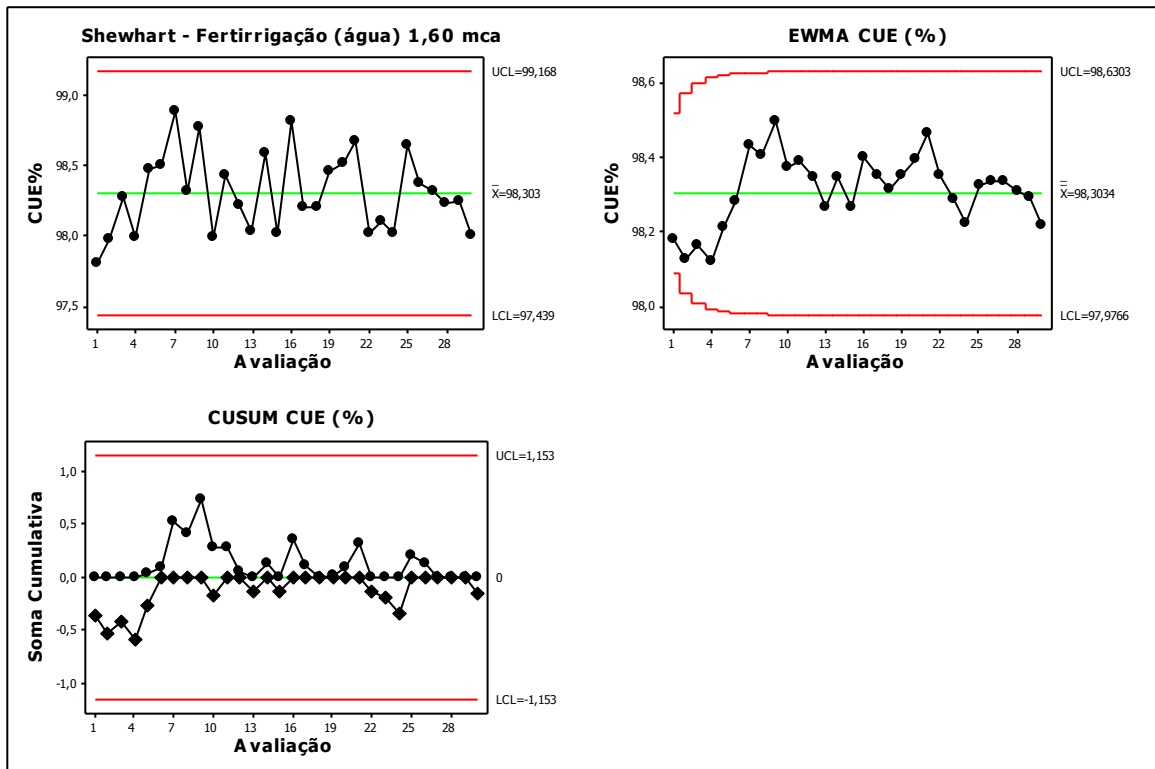 Shewhart - Fertirrigação (água) 1,60 mca
CUE%
99,0
98,5
98,0
97,5
UCL=99,168
X=98,303
LCL=97,439
1 4 7 10 13 16 19 22 25 28
Avaliação
EWMA CUE (%)
CUE%
98,6
98,4
98,2
98,0
UCL=98,6303
X=98,3034
LCL=97,9766
1 4 7 10 13 16 19 22 25 28
Avaliação
CUSUM CUE (%)
Soma Cumulativa
1,0
0,5
0,0
-0,5
-1,0
UCL=1,153
0
LCL=-1,153
1 4 7 10 13 16 19 22 25 28
Avaliação